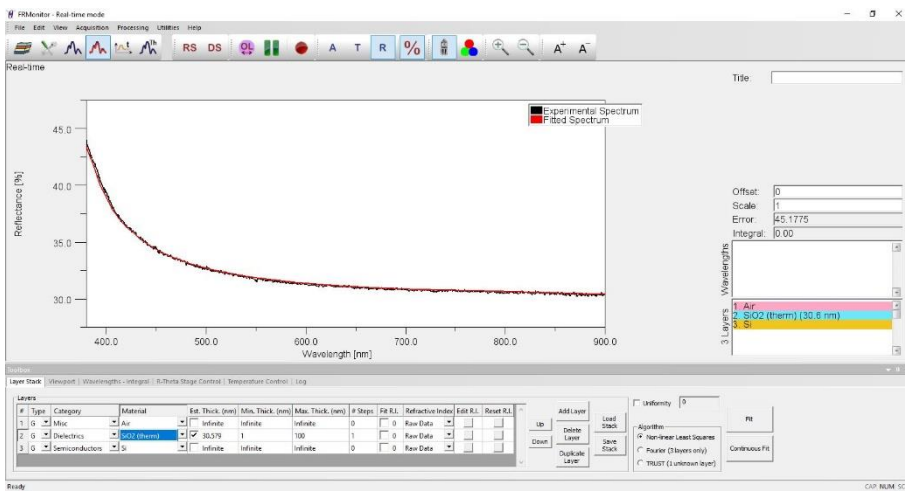 FRMonitor - Real-time mode
File Edit View Acquisition Processing Utilities Help
RS DS OL A T R % A+ A-
Real-time
Title:
Experimental Spectrum
Fitted Spectrum
45.0
40.0
35.0
30.0
Reflectance [%]
400.0 500.0 600.0 700.0 800.0 900.0
Wavelength [nm]
Offset: 0
Scale: 1
Error: 45.1775
Integral: 0.00
Wavelengths
3 Layers
1. Air
2. SiO2 (therm) (30.6 nm)
3. Si
Toolbox
Layer Stack Viewport Wavelengths - Integral R-Theta Stage Control Temperature Control Log
Layers
# Type Category Material Est. Thick. (nm) Min. Thick. (nm) Max. Thick. (nm) # Steps Fit R.I. Refractive Index Edit R.I. Reset R.I.
1 G Misc Air Infinite Infinite Infinite 0 0 Raw Data
2 G Dielectrics SiO2 (therm) 30.579 1 100 1 0 Raw Data
3 G Semiconductors Si Infinite Infinite Infinite 0 0 Raw Data
Up
Down
Add Layer
Delete Layer
Duplicate Layer
Load Stack
Save Stack
Uniformity 0
Algorithm
Non-linear Least Squares
Fourier (3 layers only)
TRUST (1 unknown layer)
Fit
Continuous Fit
Ready
CAP NUM SC